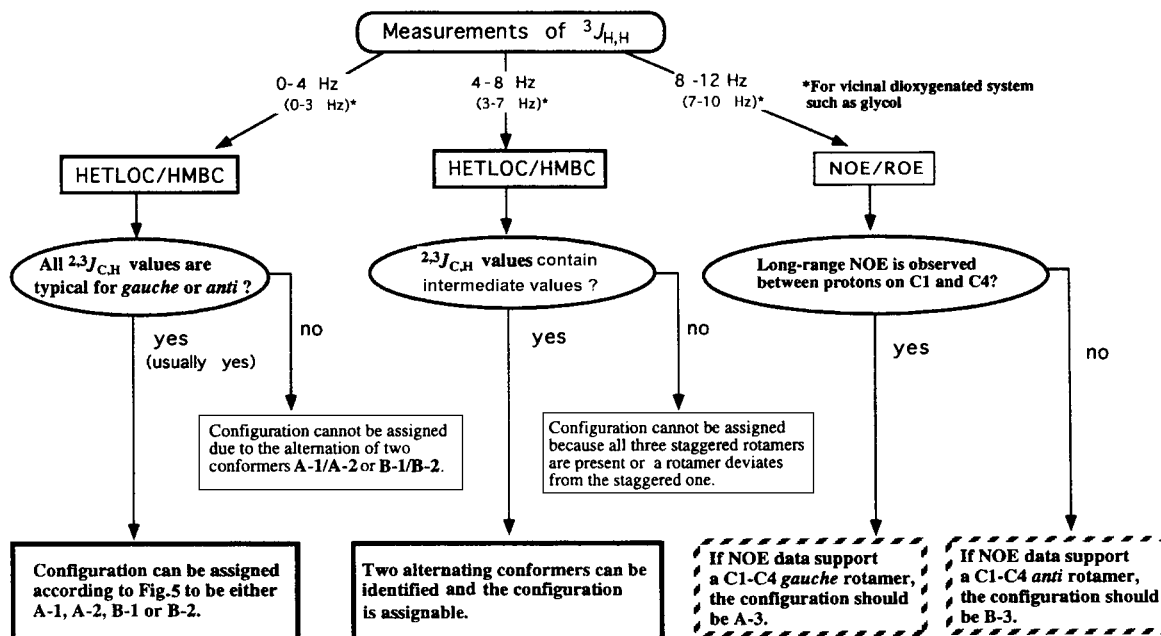 Measurements of ³J_H,H
0-4 Hz
(0-3 Hz)*
4-8 Hz
(3-7 Hz)*
8-12 Hz
(7-10 Hz)*
*For vicinal dioxygenated system
such as glycol
HETLOC/HMBC
HETLOC/HMBC
NOE/ROE
All ²,³J_C,H values are
typical for gauche or anti ?
²,³J_C,H values contain
intermediate values ?
Long-range NOE is observed
between protons on C1 and C4?
yes
(usually yes)
no
yes
no
yes
no
Configuration cannot be assigned
due to the alternation of two
conformers A-1/A-2 or B-1/B-2.
Configuration cannot be assigned
because all three staggered rotamers
are present or a rotamer deviates
from the staggered one.
Configuration can be assigned
according to Fig.5 to be either
A-1, A-2, B-1 or B-2.
Two alternating conformers can be
identified and the configuration
is assignable.
If NOE data support
a C1-C4 gauche rotamer,
the configuration should
be A-3.
If NOE data support
a C1-C4 anti rotamer,
the configuration should
be B-3.